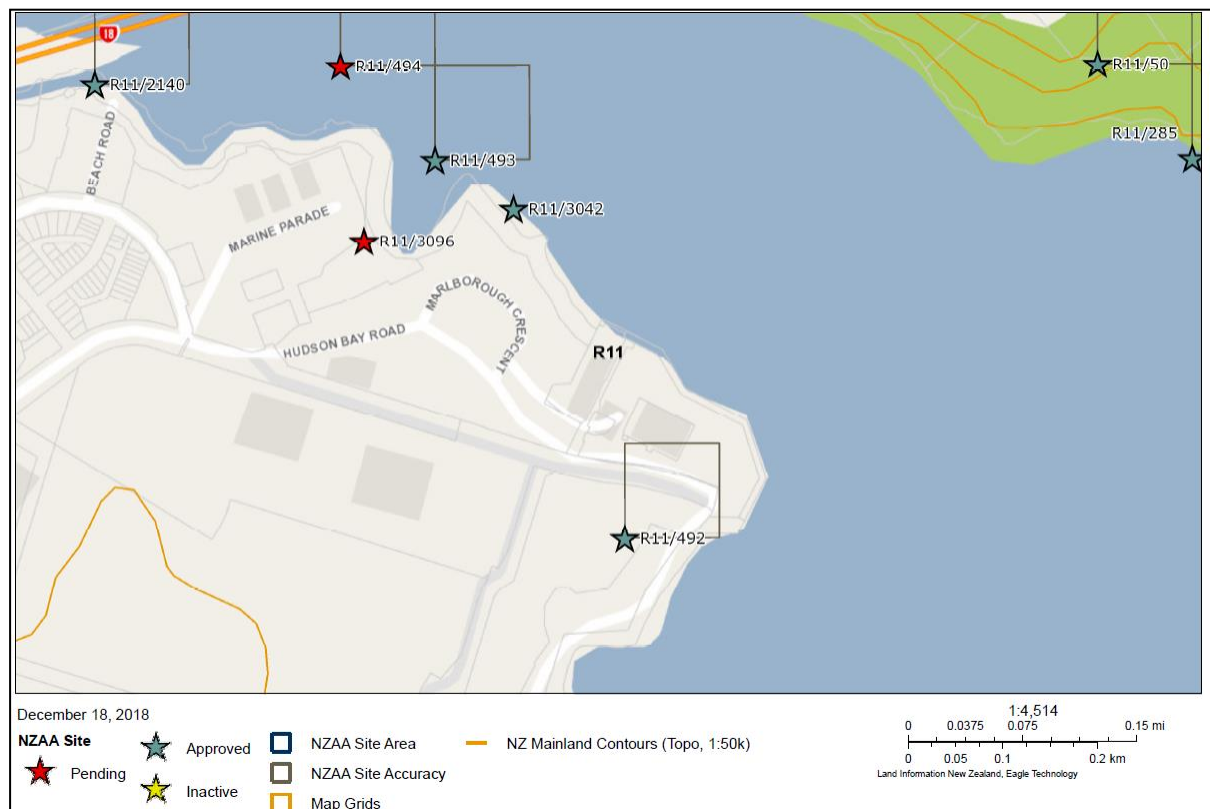 18
R11/2140
R11/494
R11/50
R11/285
R11/493
R11/3042
BEACH ROAD
MARINE PARADE
R11/3096
MARLBOROUGH CRESCENT
HUDSON BAY ROAD
R11
R11/492
December 18, 2018
NZAA Site
Pending
Approved
Inactive
NZAA Site Area
NZAA Site Accuracy
Map Grids
NZ Mainland Contours (Topo, 1:50k)
1:4,514
0 0.0375 0.075 0.15 mi
0 0.05 0.1 0.2 km
Land Information New Zealand, Eagle Technology